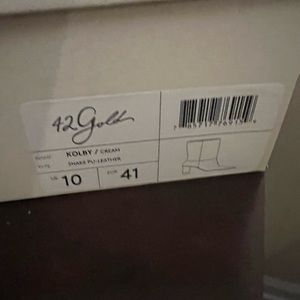 42 Gold
KOLBY / CREAM
SNAKE PU-LEATHER
US 10
EUR 41